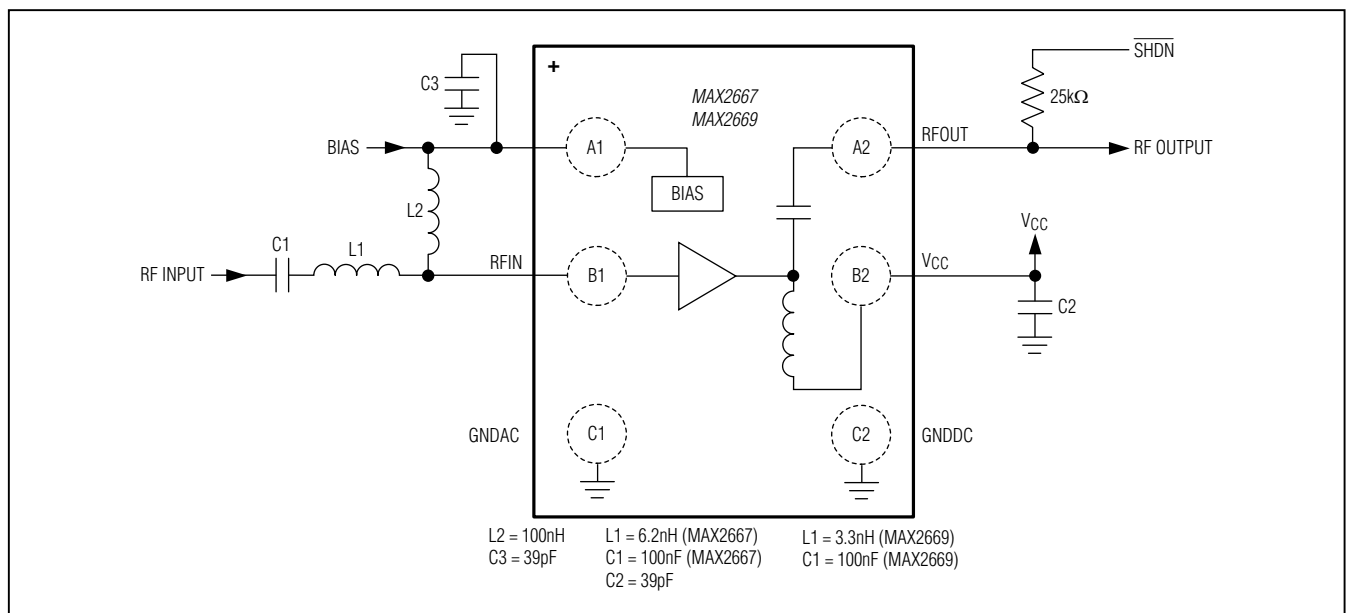 +
MAX2667
MAX2669
C3
BIAS
A1
BIAS
A2
RFOUT
SHDN
25kΩ
RF OUTPUT
L2
C1
L1
RF INPUT
RFIN
B1
B2
VCC
VCC
C2
GNDAC
C1
C2
GNDDC
L2 = 100nH
C3 = 39pF
L1 = 6.2nH (MAX2667)
C1 = 100nF (MAX2667)
C2 = 39pF
L1 = 3.3nH (MAX2669)
C1 = 100nF (MAX2669)